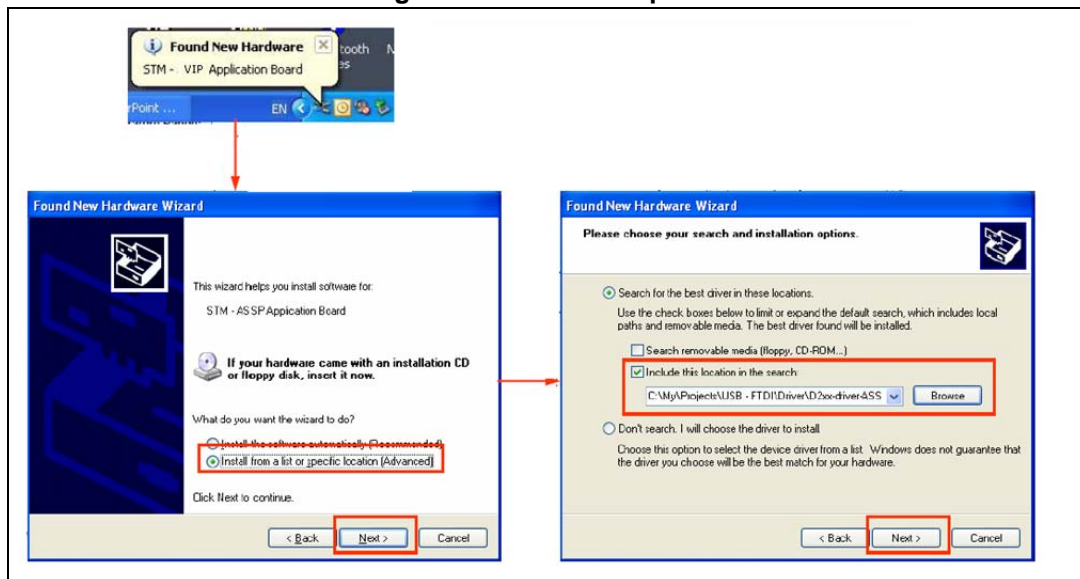 Found New Hardware
STM - VIP Application Board
tooth
rPoint ...
EN
Found New Hardware Wizard
This wizard helps you install software for:
STM - ASSP Application Board
If your hardware came with an installation CD
or floppy disk, insert it now.
What do you want the wizard to do?
Install the software automatically (Recommended)
Install from a list or specific location (Advanced)
Click Next to continue.
< Back
Next >
Cancel
Found New Hardware Wizard
Please choose your search and installation options.
Search for the best driver in these locations.
Use the check boxes below to limit or expand the default search, which includes local
paths and removable media. The best driver found will be installed.
Search removable media (floppy, CD-ROM...)
Include this location in the search:
C:\My\Projects\USB - FTDI\Driver\D2xx-driver-ASS
Browse
Don't search. I will choose the driver to install.
Choose this option to select the device driver from a list. Windows does not guarantee that
the driver you choose will be the best match for your hardware.
< Back
Next >
Cancel